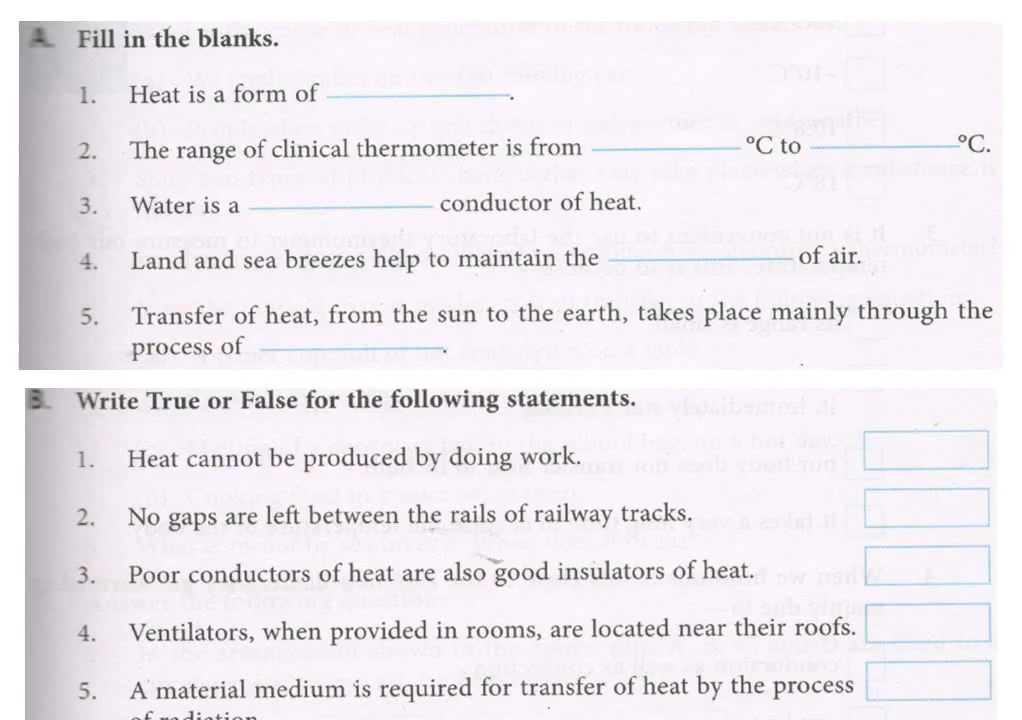 A. Fill in the blanks.
1. Heat is a form of ____________.
2. The range of clinical thermometer is from ____________ °C to ____________ °C.
3. Water is a ____________ conductor of heat.
4. Land and sea breezes help to maintain the ____________ of air.
5. Transfer of heat, from the sun to the earth, takes place mainly through the
process of ____________.
B. Write True or False for the following statements.
1. Heat cannot be produced by doing work.
2. No gaps are left between the rails of railway tracks.
3. Poor conductors of heat are also good insulators of heat.
4. Ventilators, when provided in rooms, are located near their roofs.
5. A material medium is required for transfer of heat by the process
of radiation.